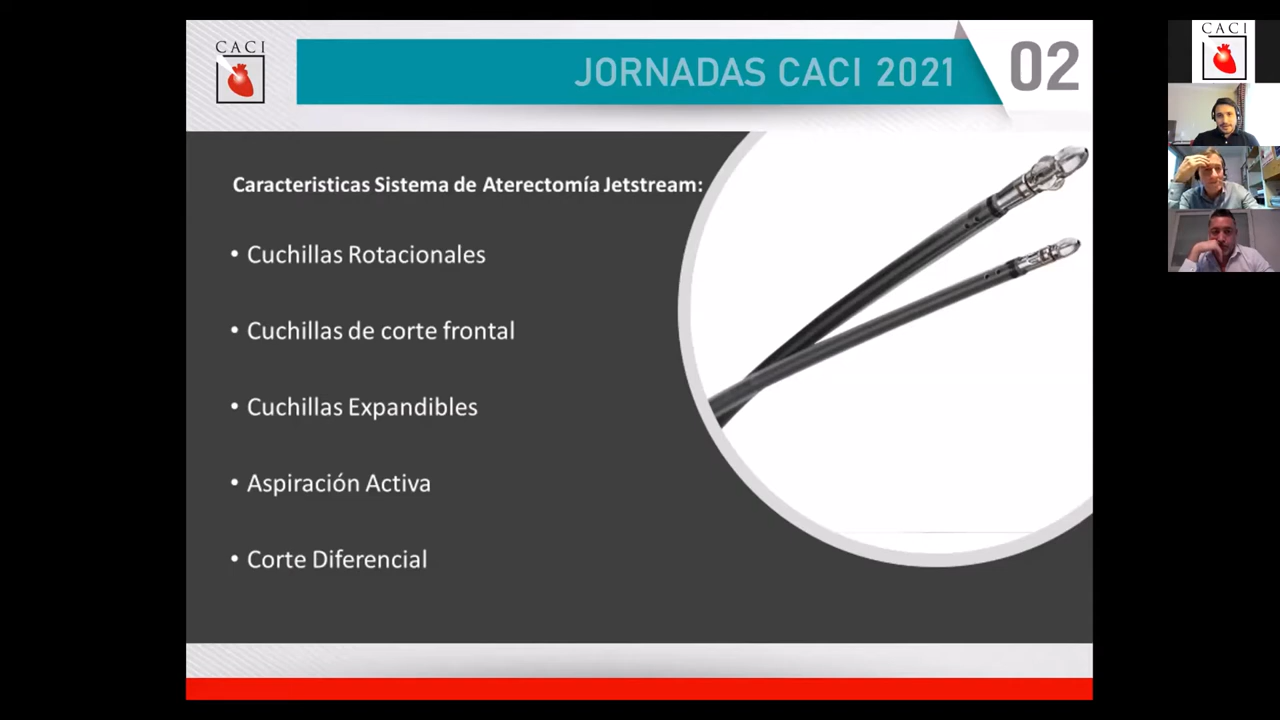 CACI
JORNADAS CACI 2021
02
CACI
Caracteristicas Sistema de Aterectomía Jetstream:
• Cuchillas Rotacionales
• Cuchillas de corte frontal
• Cuchillas Expandibles
• Aspiración Activa
• Corte Diferencial